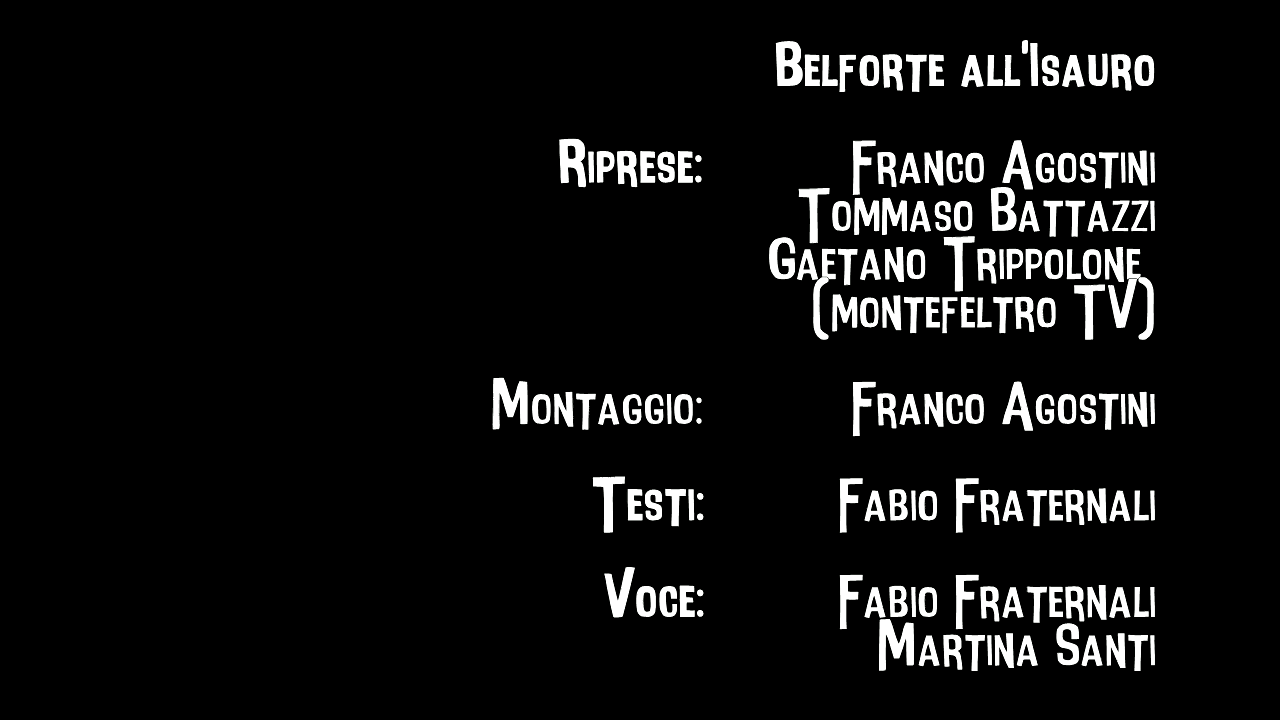 Belforte all'Isauro
Riprese: Franco Agostini
Tommaso Battazzi
Gaetano Trippolone
(montefeltro TV)
Montaggio: Franco Agostini
Testi: Fabio Fraternali
Voce: Fabio Fraternali
Martina Santi